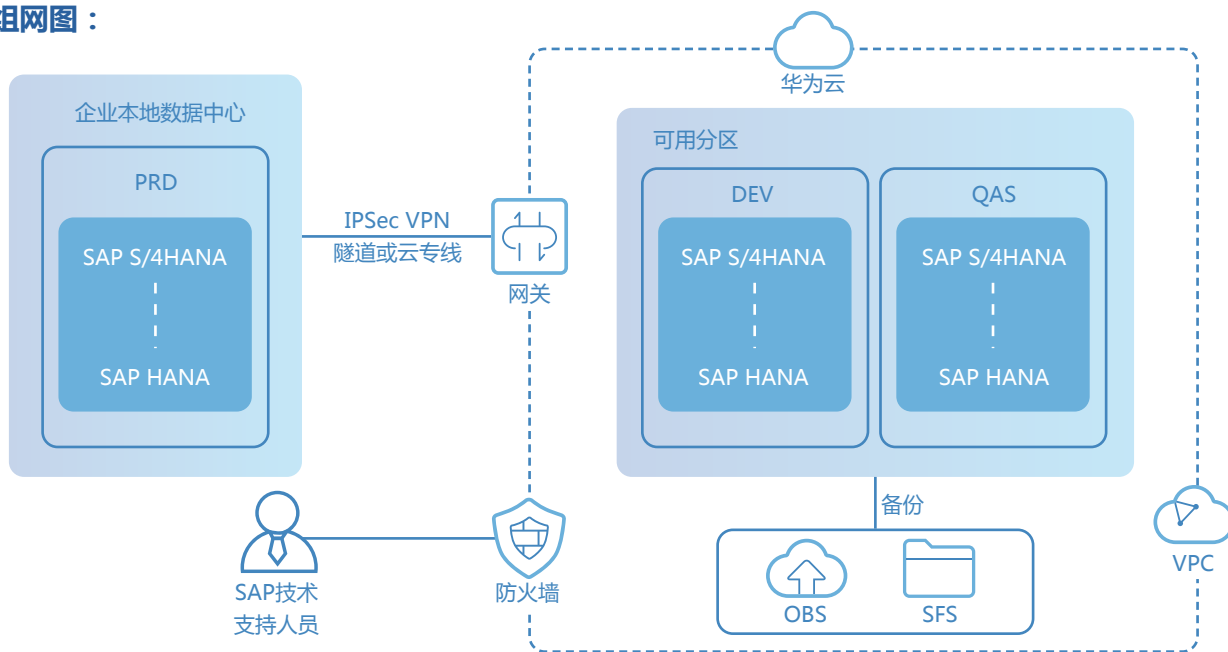 组网图：
华为云
企业本地数据中心
PRD
SAP S/4HANA
SAP HANA
IPSec VPN
隧道或云专线
网关
可用分区
DEV
SAP S/4HANA
SAP HANA
QAS
SAP S/4HANA
SAP HANA
备份
OBS
SFS
VPC
SAP技术
支持人员
防火墙